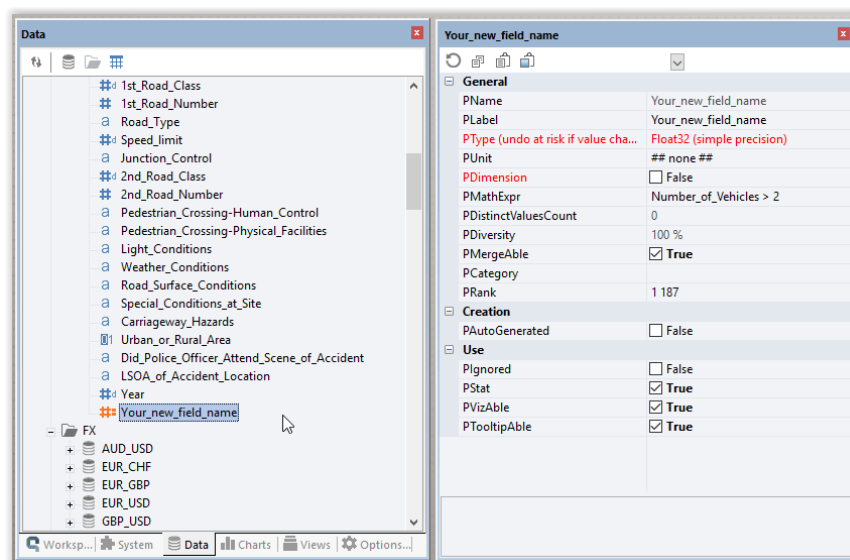 Data
1st_Road_Class
1st_Road_Number
Road_Type
Speed_limit
Junction_Control
2nd_Road_Class
2nd_Road_Number
Pedestrian_Crossing-Human_Control
Pedestrian_Crossing-Physical_Facilities
Light_Conditions
Weather_Conditions
Road_Surface_Conditions
Special_Conditions_at_Site
Carriageway_Hazards
Urban_or_Rural_Area
Did_Police_Officer_Attend_Scene_of_Accident
LSOA_of_Accident_Location
Year
Your_new_field_name
FX
AUD_USD
EUR_CHF
EUR_GBP
EUR_USD
GBP_USD
Worksp... System Data Charts Views Options...
Your_new_field_name
General
PName Your_new_field_name
PLabel Your_new_field_name
PType (undo at risk if value cha... Float32 (simple precision)
PUnit ## none ##
PDimension False
PMathExpr Number_of_Vehicles > 2
PDistinctValuesCount 0
PDiversity 100 %
PMergeAble True
PCategory
PRank 1 187
Creation
PAutoGenerated False
Use
PIgnored False
PStat True
PVizAble True
PTooltipAble True